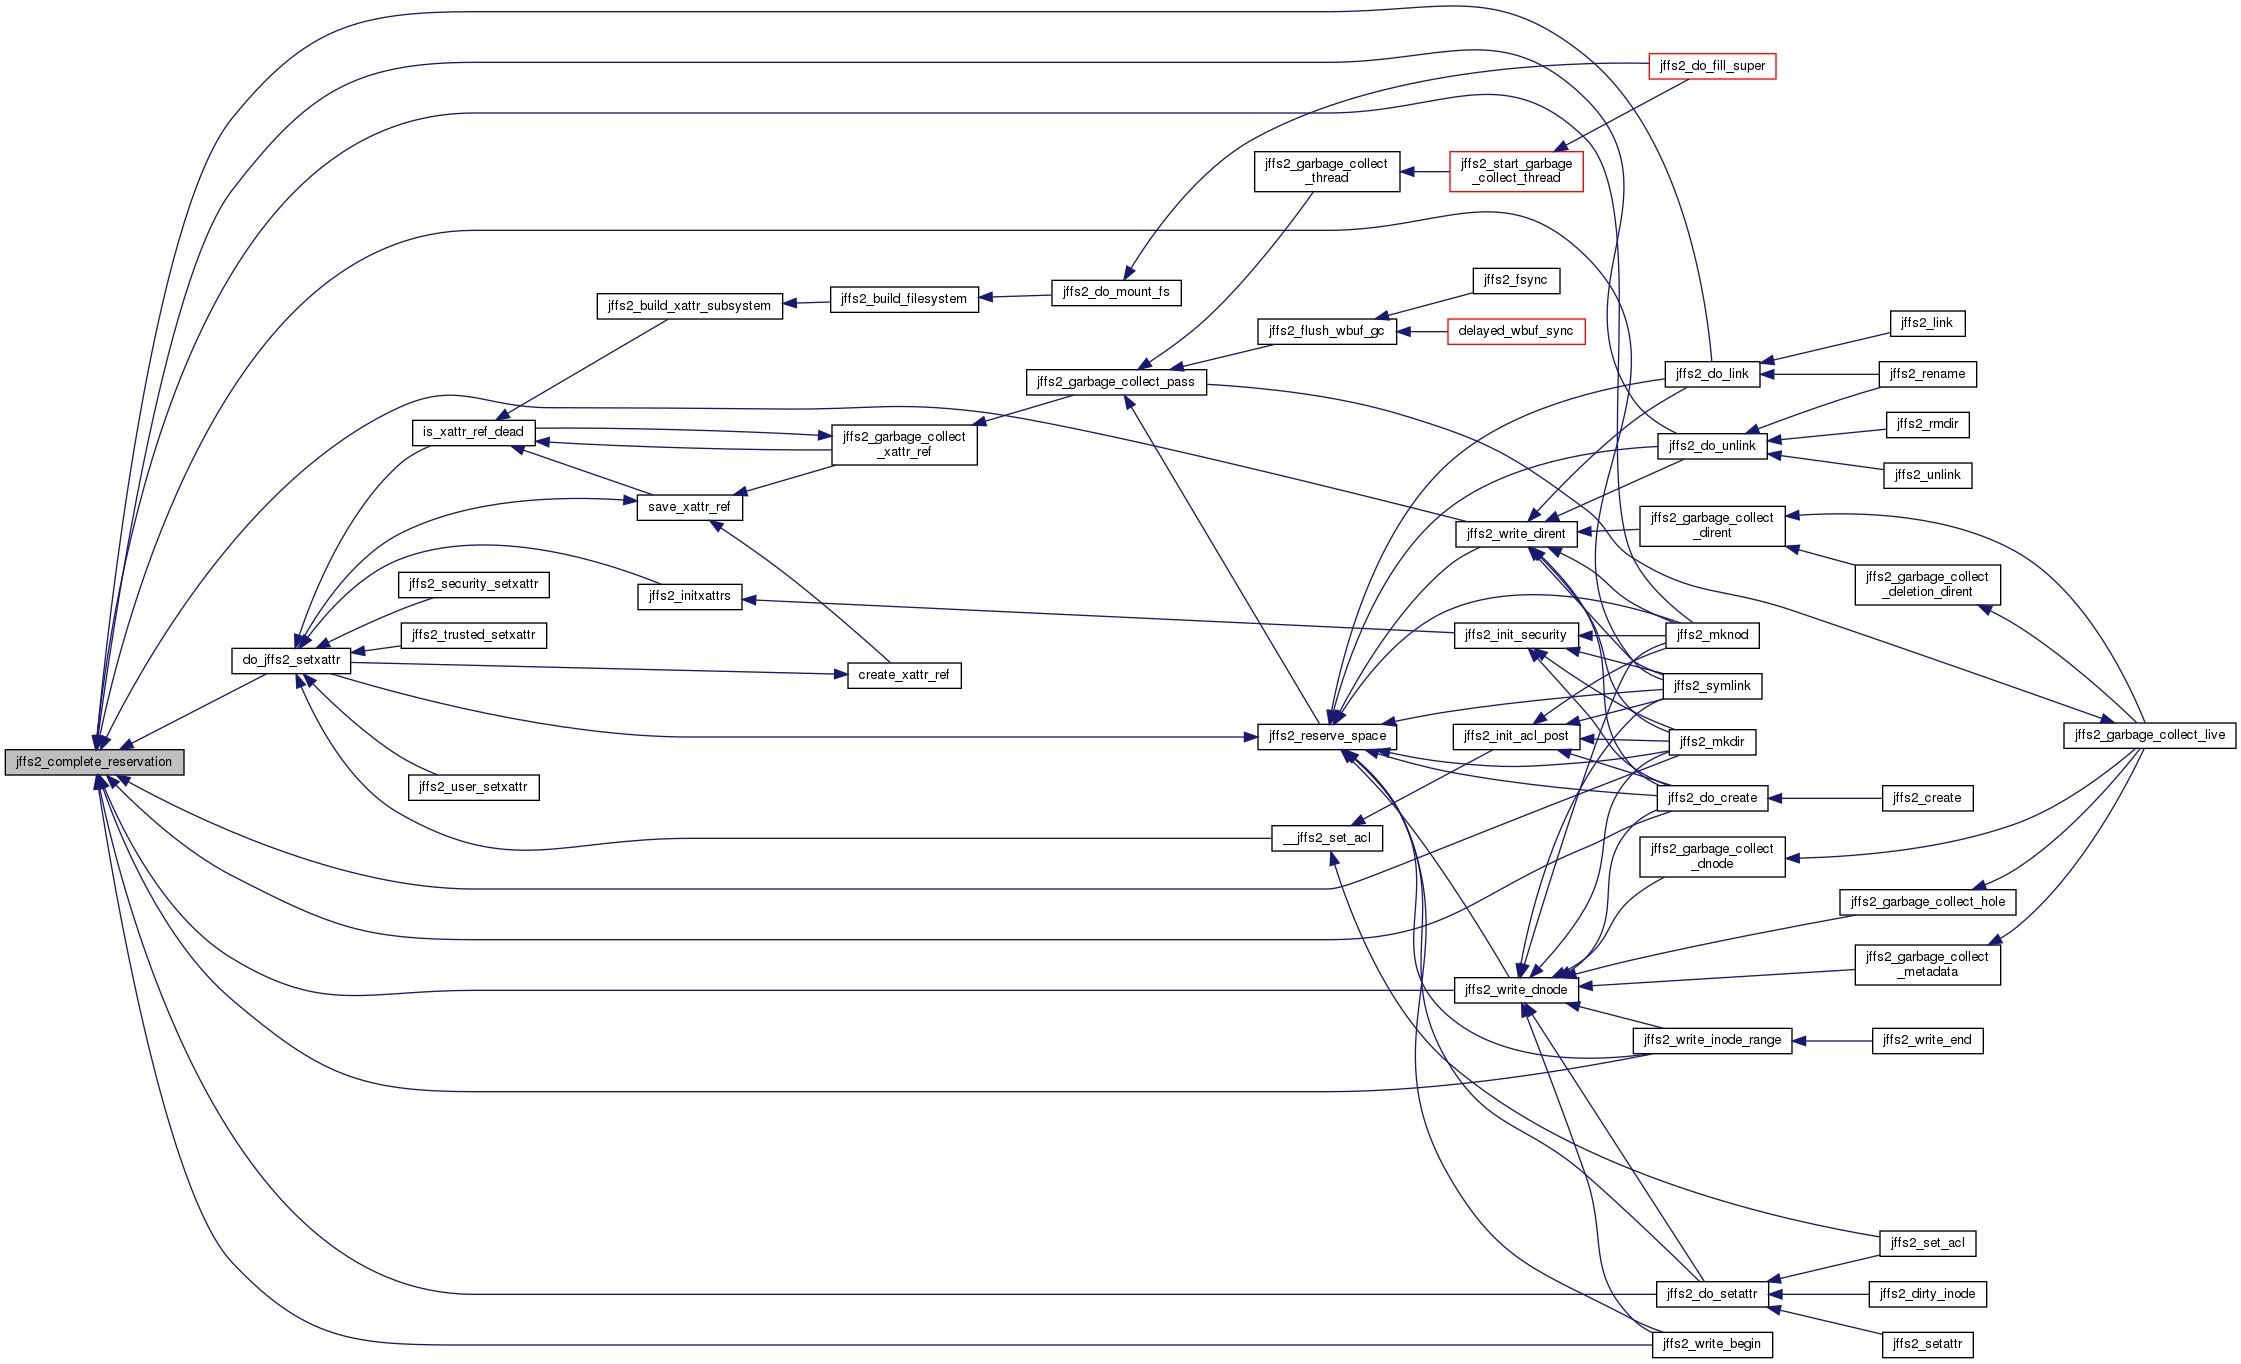 jffs2_do_fill_super
jffs2_garbage_collect
_thread
jffs2_start_garbage
_collect_thread
jffs2_fsync
jffs2_build_xattr_subsystem
jffs2_build_filesystem
jffs2_do_mount_fs
jffs2_flush_wbuf_gc
delayed_wbuf_sync
jffs2_link
jffs2_garbage_collect_pass
jffs2_do_link
jffs2_rename
is_xattr_ref_dead
jffs2_garbage_collect
_xattr_ref
jffs2_do_unlink
jffs2_rmdir
jffs2_unlink
save_xattr_ref
jffs2_write_dirent
jffs2_garbage_collect
_dirent
jffs2_security_setxattr
jffs2_initxattrs
jffs2_garbage_collect
_deletion_dirent
jffs2_trusted_setxattr
jffs2_init_security
jffs2_mknod
do_jffs2_setxattr
create_xattr_ref
jffs2_symlink
jffs2_complete_reservation
jffs2_reserve_space
jffs2_init_acl_post
jffs2_mkdir
jffs2_garbage_collect_live
jffs2_user_setxattr
jffs2_do_create
jffs2_create
__jffs2_set_acl
jffs2_garbage_collect
_dnode
jffs2_garbage_collect_hole
jffs2_garbage_collect
_metadata
jffs2_write_dnode
jffs2_write_inode_range
jffs2_write_end
jffs2_set_acl
jffs2_do_setattr
jffs2_dirty_inode
jffs2_write_begin
jffs2_setattr